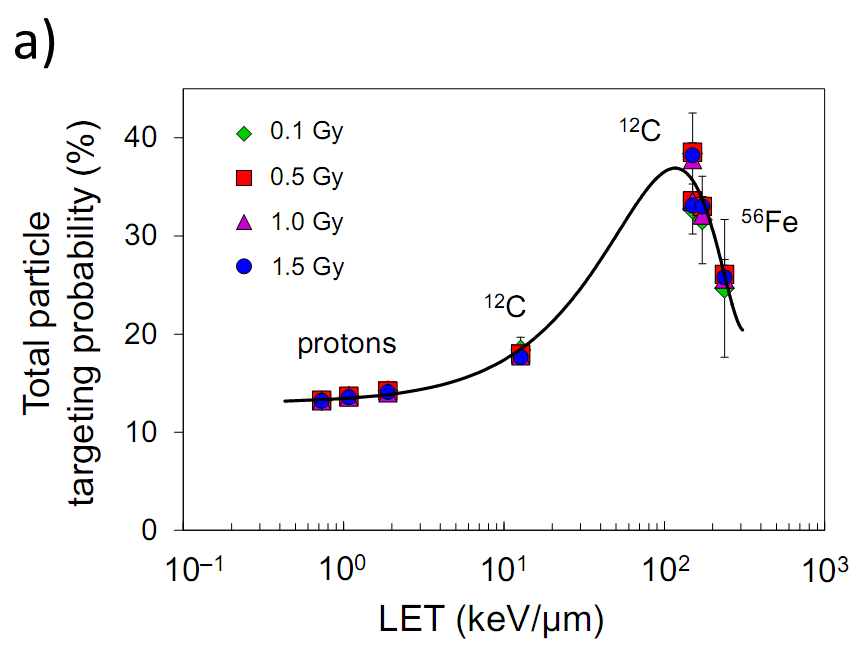 a)
Total particle
targeting probability (%)
40
30
20
10
0
0.1 Gy
0.5 Gy
1.0 Gy
1.5 Gy
protons
¹²C
¹²C
⁵⁶Fe
10⁻¹
10⁰
10¹
10²
10³
LET (keV/μm)